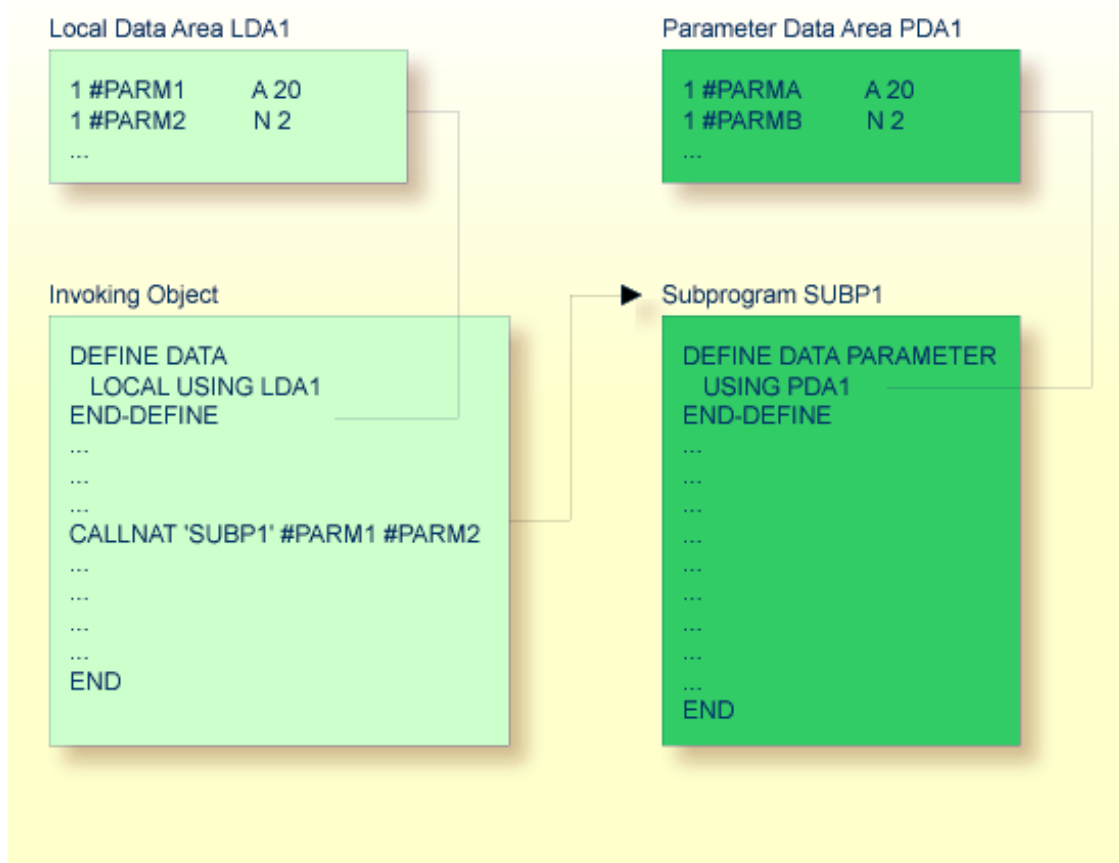 Local Data Area LDA1
1 #PARM1 A 20
1 #PARM2 N 2
...
Parameter Data Area PDA1
1 #PARMA A 20
1 #PARMB N 2
...
Invoking Object
DEFINE DATA
LOCAL USING LDA1
END-DEFINE
...
...
...
CALLNAT 'SUBP1' #PARM1 #PARM2
...
...
...
...
END
Subprogram SUBP1
DEFINE DATA PARAMETER
USING PDA1
END-DEFINE
...
...
...
...
...
...
...
...
...
END